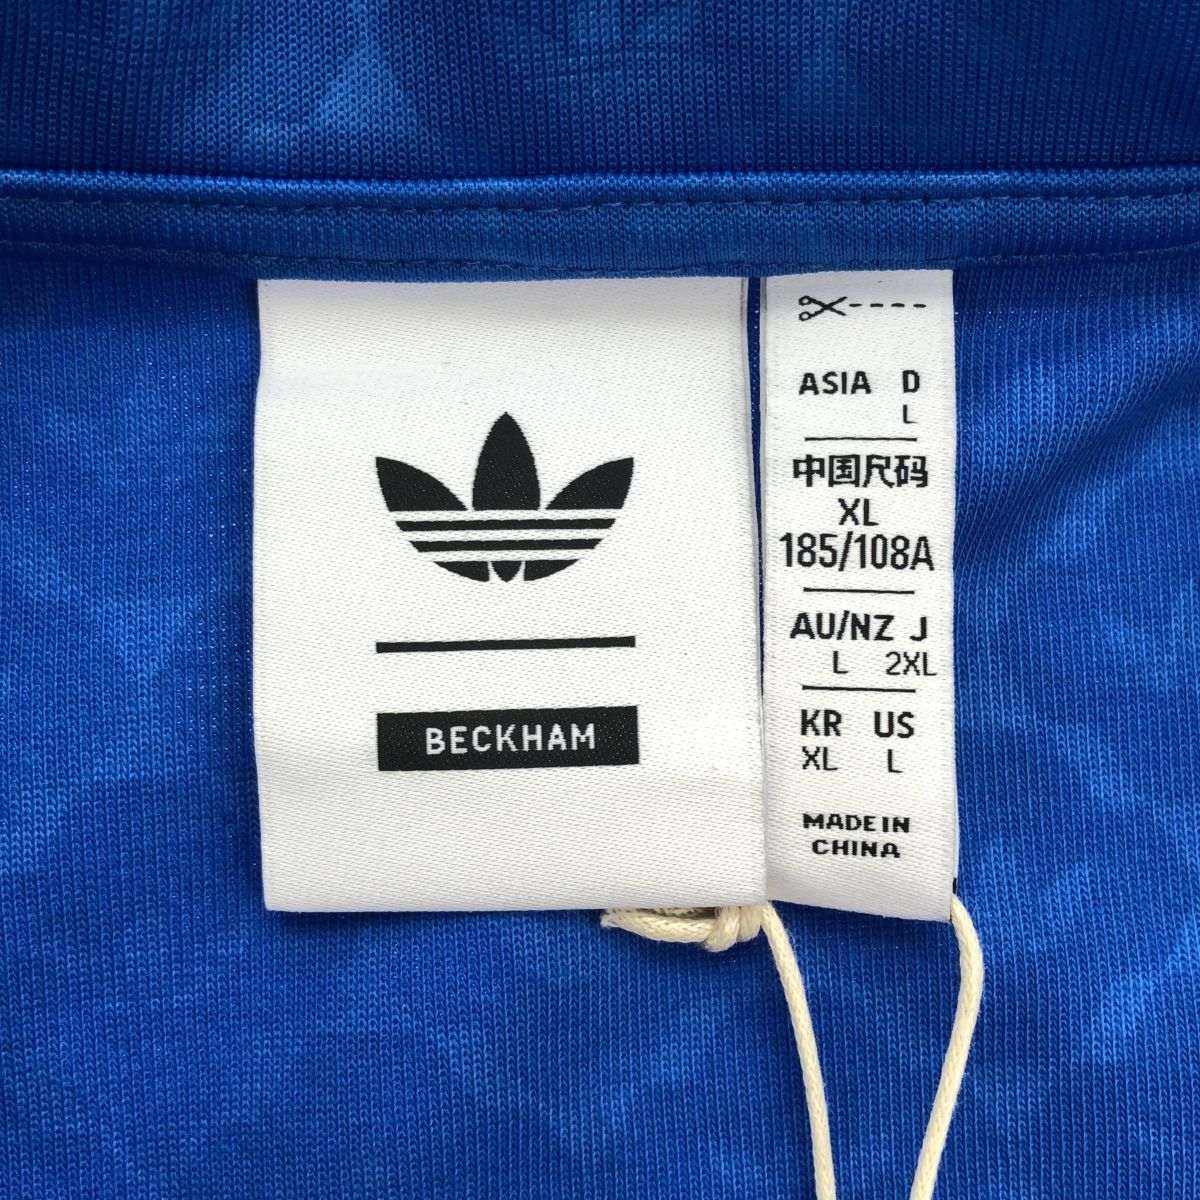 BECKHAM
ASIA D
L
中国尺码
XL
185/108A
AU/NZ J
L 2XL
KR US
XL L
MADE IN
CHINA